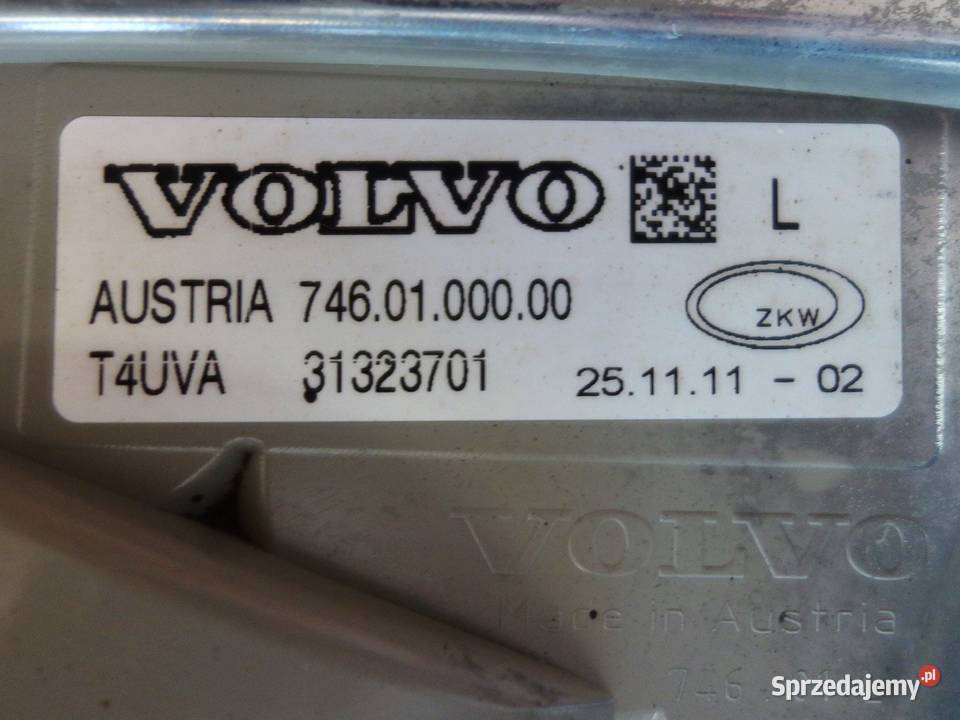 VOLVO L
AUSTRIA 746.01.000.00
ZKW
T4UVA 31323701 25.11.11 - 02
VOLVO
Made in Austria
746
Sprzedajemy.pl